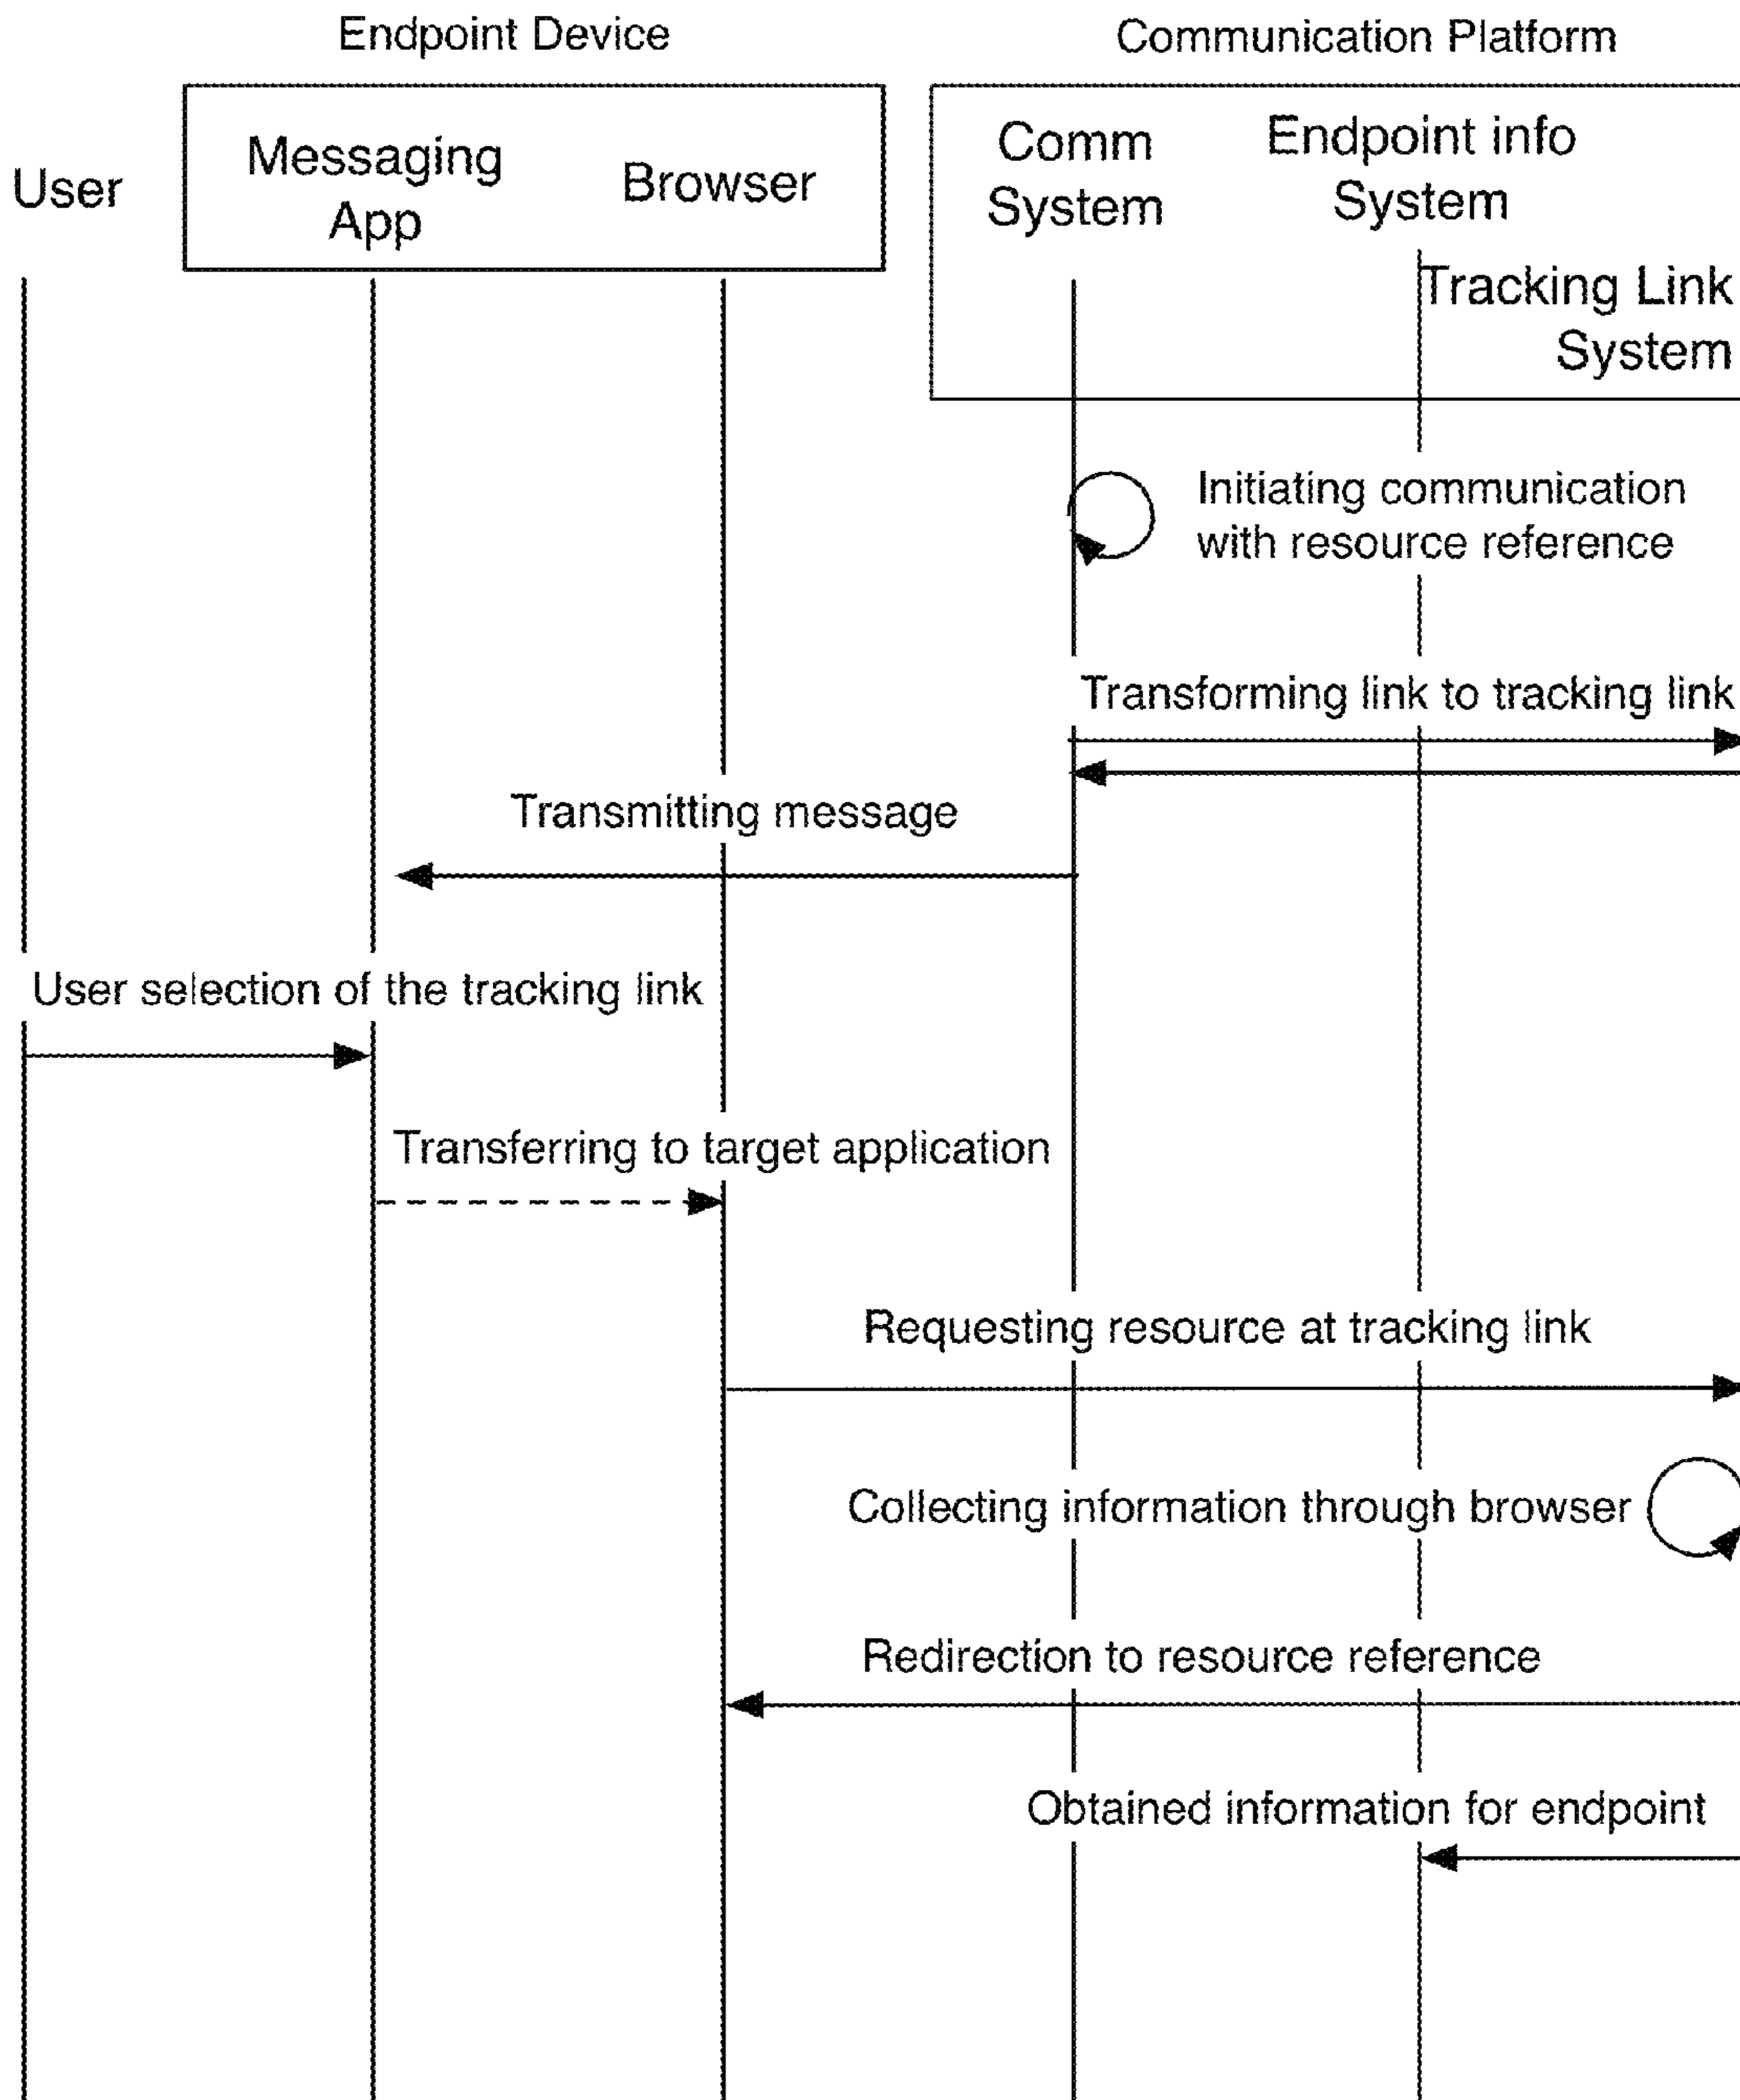 Endpoint Device
Communication Platform
User
Messaging
App
Browser
Comm
System
Endpoint info
System
Tracking Link
System
Initiating communication
with resource reference
Transforming link to tracking link
Transmitting message
User selection of the tracking link
Transferring to target application
Requesting resource at tracking link
Collecting information through browser
Redirection to resource reference
Obtained information for endpoint